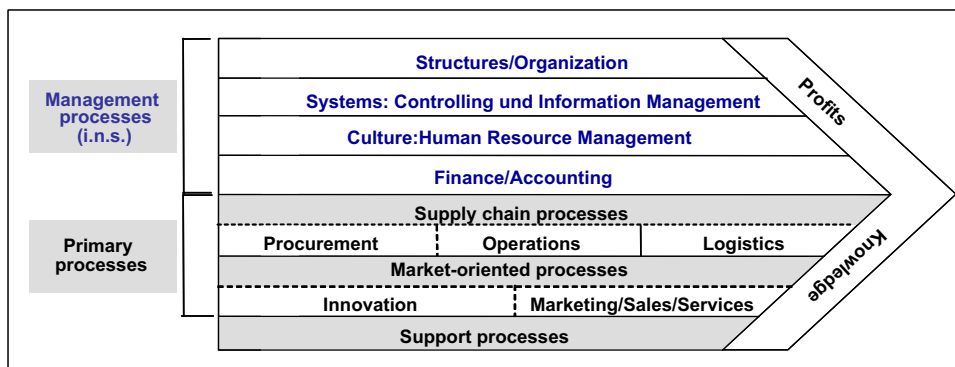 Structures/Organization
Systems: Controlling und Information Management
Culture:Human Resource Management
Finance/Accounting
Management
processes
(i.n.s.)
Profits
Supply chain processes
Procurement Operations Logistics
Market-oriented processes
Innovation Marketing/Sales/Services
Support processes
Primary
processes
Knowledge